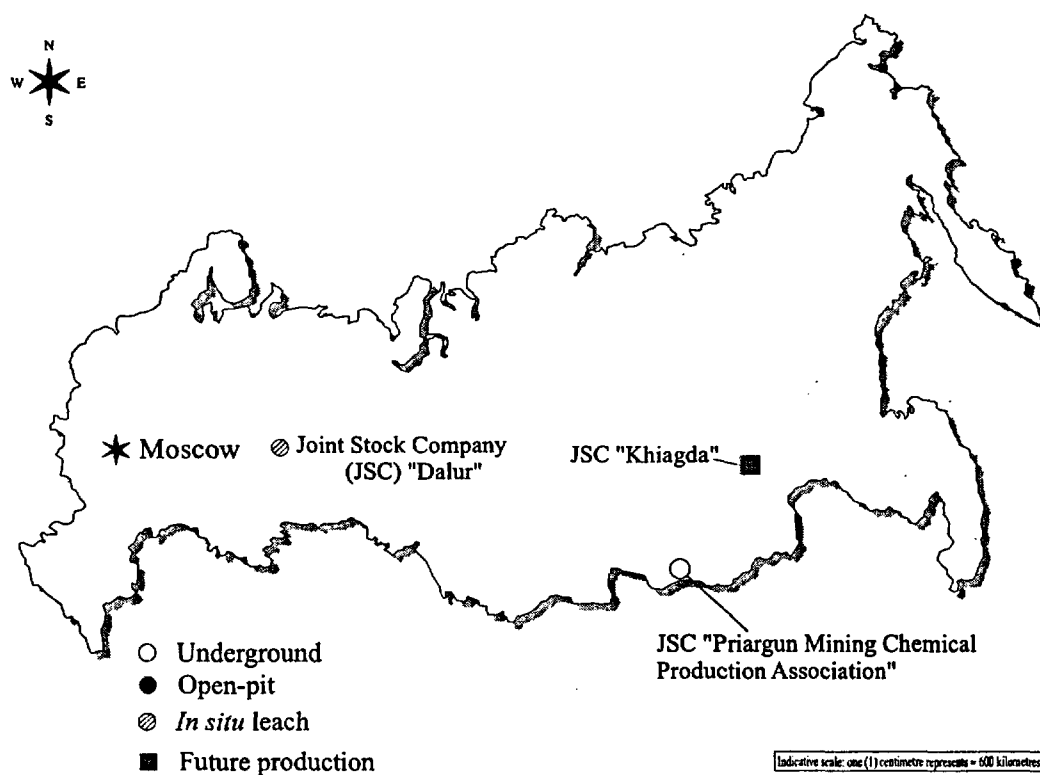 N
W E
S
Moscow
Joint Stock Company
(JSC) "Dalur"
JSC "Khiagda"
JSC "Priargun Mining Chemical
Production Association"
Underground
Open-pit
In situ leach
Future production
Indicative scale: one (1) centimetre represents ≈ 600 kilometres